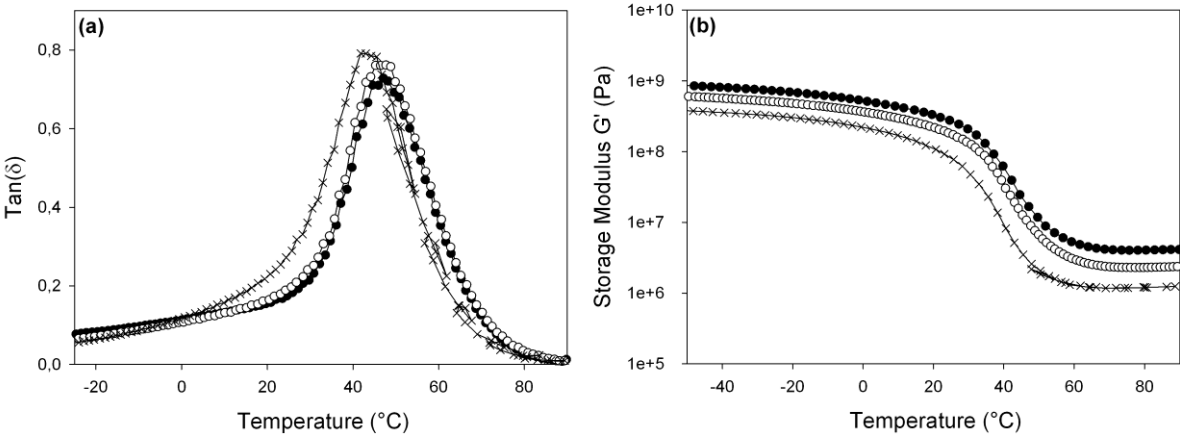 (a)
0,8
0,6
0,4
0,2
0,0
Tan(δ)
-20 0 20 40 60 80
Temperature (°C)
(b)
1e+10
1e+9
1e+8
1e+7
1e+6
1e+5
Storage Modulus G' (Pa)
-40 -20 0 20 40 60 80
Temperature (°C)